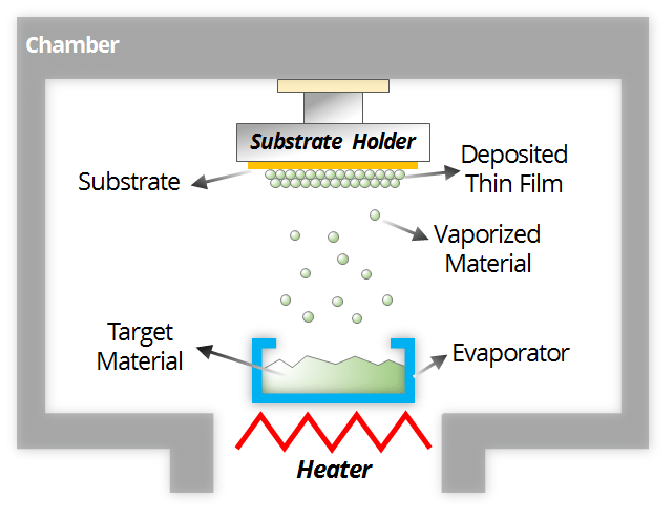 Chamber
Substrate Holder
Substrate
Deposited
Thin Film
Vaporized
Material
Target
Material
Evaporator
Heater